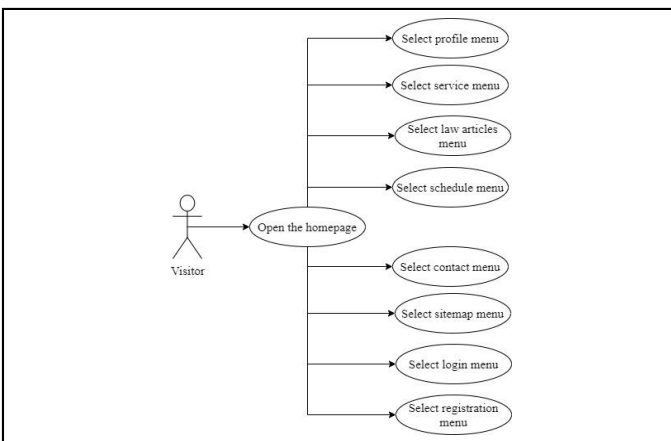 Select profile menu
Select service menu
Select law articles
menu
Select schedule menu
Open the homepage
Visitor
Select contact menu
Select sitemap menu
Select login menu
Select registration
menu